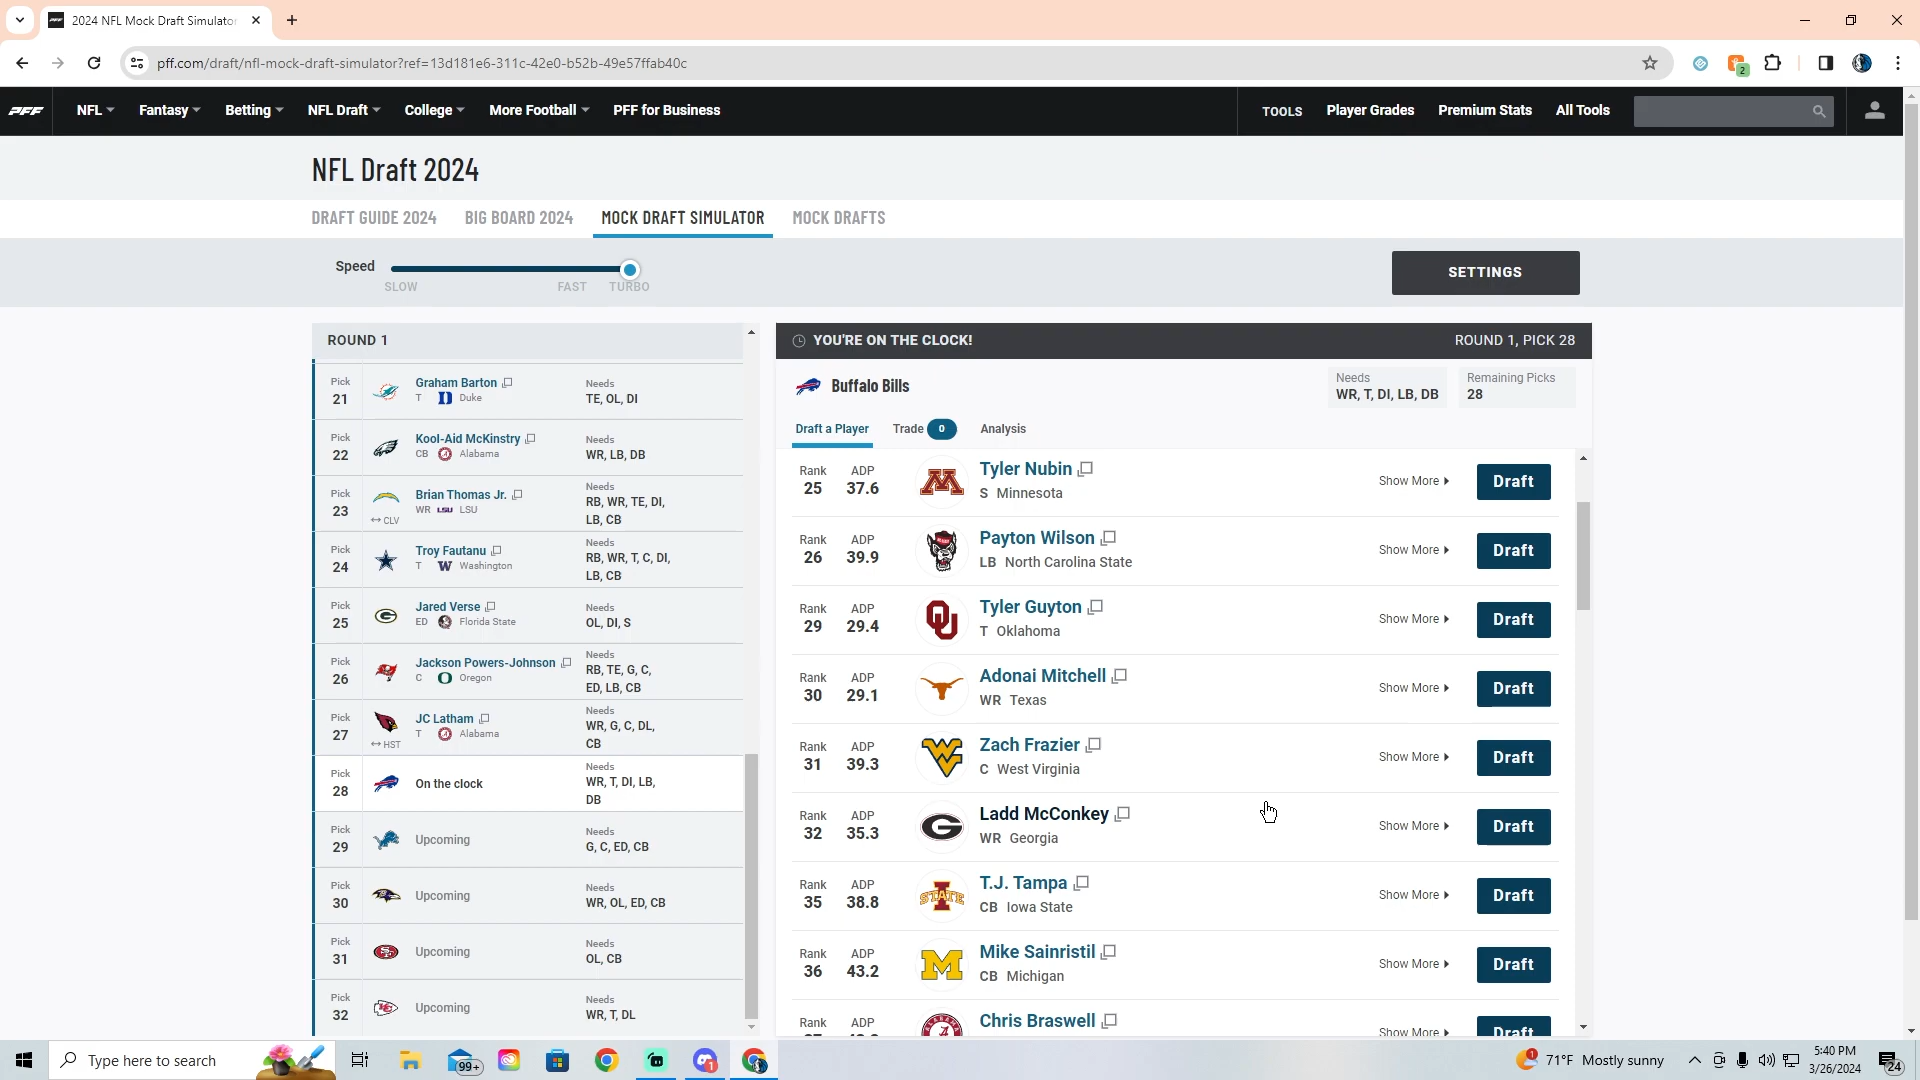 2024 NFL Mock Draft Simulator
pff.com/draft/nfl-mock-draft-simulator?ref=13d181e6-311c-42e0-b52b-49e57ffab40c
2
PFF NFL Fantasy Betting NFL Draft College More Football PFF for Business TOOLS Player Grades Premium Stats All Tools
NFL Draft 2024
DRAFT GUIDE 2024 BIG BOARD 2024 MOCK DRAFT SIMULATOR MOCK DRAFTS
Speed
SLOW FAST TURBO
SETTINGS
ROUND 1
Pick 21
Graham Barton
T Duke
Needs
TE, OL, DI
Pick 22
Kool-Aid McKinstry
CB Alabama
Needs
WR, LB, DB
Pick 23
CLV
Brian Thomas Jr.
WR LSU LSU
Needs
RB, WR, TE, DI,
LB, CB
Pick 24
Troy Fautanu
T W Washington
Needs
RB, WR, T, C, DI,
LB, CB
Pick 25
Jared Verse
ED Florida State
Needs
OL, DI, S
Pick 26
Jackson Powers-Johnson
C Oregon
Needs
RB, TE, G, C,
ED, LB, CB
Pick 27
HST
JC Latham
T Alabama
Needs
WR, G, C, DL,
CB
Pick 28
On the clock
Needs
WR, T, DI, LB,
DB
Pick 29
Upcoming
Needs
G, C, ED, CB
Pick 30
Upcoming
Needs
WR, OL, ED, CB
Pick 31
Upcoming
Needs
OL, CB
Pick 32
Upcoming
Needs
WR, T, DL
YOU'RE ON THE CLOCK! ROUND 1, PICK 28
Buffalo Bills
Needs
WR, T, DI, LB, DB
Remaining Picks
28
Draft a Player Trade 0 Analysis
Rank 25 ADP 37.6
Tyler Nubin
S Minnesota
Show More Draft
Rank 26 ADP 39.9
Payton Wilson
LB North Carolina State
Show More Draft
Rank 29 ADP 29.4
Tyler Guyton
T Oklahoma
Show More Draft
Rank 30 ADP 29.1
Adonai Mitchell
WR Texas
Show More Draft
Rank 31 ADP 39.3
Zach Frazier
C West Virginia
Show More Draft
Rank 32 ADP 35.3
Ladd McConkey
WR Georgia
Show More Draft
Rank 35 ADP 38.8
T.J. Tampa
CB Iowa State
Show More Draft
Rank 36 ADP 43.2
Mike Sainristil
CB Michigan
Show More Draft
Rank ADP
Chris Braswell
Show More Draft
Type here to search
99+
1
71°F Mostly sunny
5:40 PM
3/26/2024
24